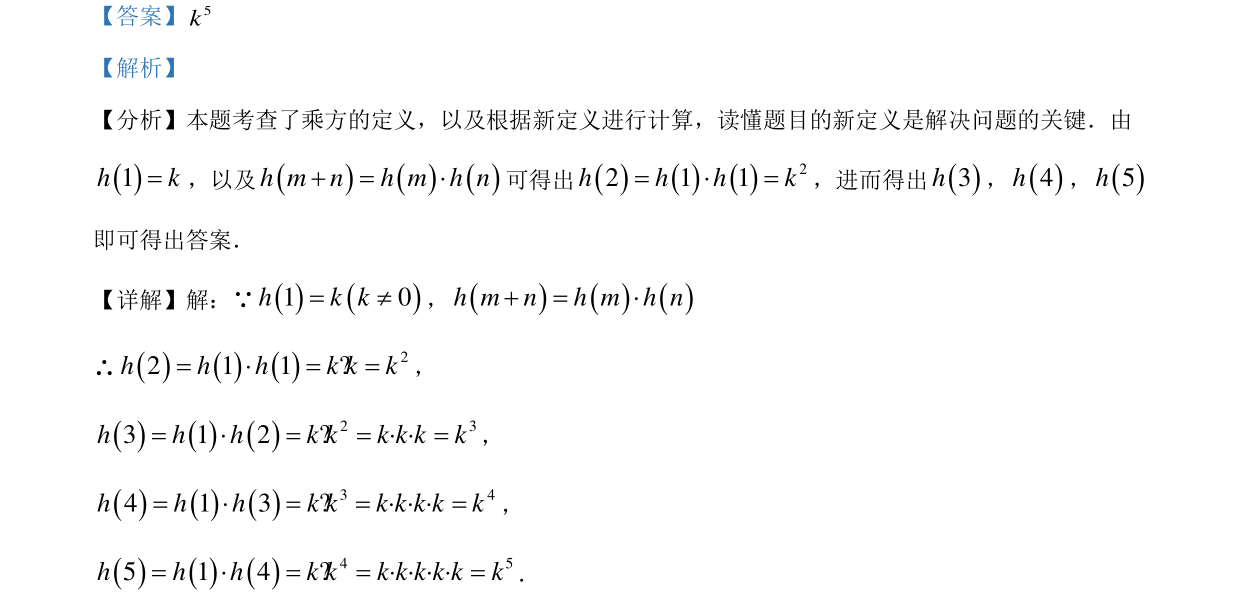 【答案】k⁵
【解析】
【分析】本题考查了乘方的定义，以及根据新定义进行计算，读懂题目的新定义是解决问题的关键．由
h(1)=k，以及h(m+n)=h(m)·h(n)可得出h(2)=h(1)·h(1)=k²，进而得出h(3)，h(4)，h(5)
即可得出答案．
【详解】解：∵h(1)=k(k≠0)，h(m+n)=h(m)·h(n)
∴h(2)=h(1)·h(1)=k?k=k²，
h(3)=h(1)·h(2)=k?k²=k·k·k=k³，
h(4)=h(1)·h(3)=k?k³=k·k·k·k=k⁴，
h(5)=h(1)·h(4)=k?k⁴=k·k·k·k·k=k⁵．